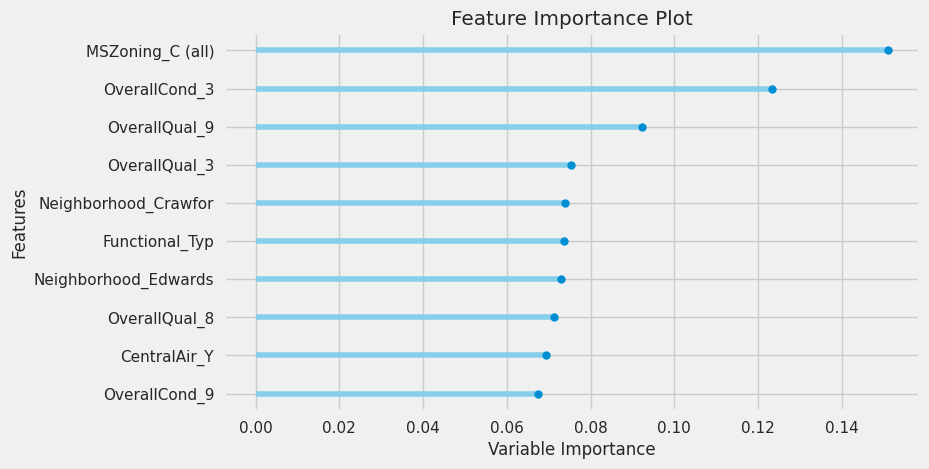 Feature Importance Plot
MSZoning_C (all)
OverallCond_3
OverallQual_9
OverallQual_3
Neighborhood_Crawfor
Functional_Typ
Neighborhood_Edwards
OverallQual_8
CentralAir_Y
OverallCond_9
Features
0.00 0.02 0.04 0.06 0.08 0.10 0.12 0.14
Variable Importance